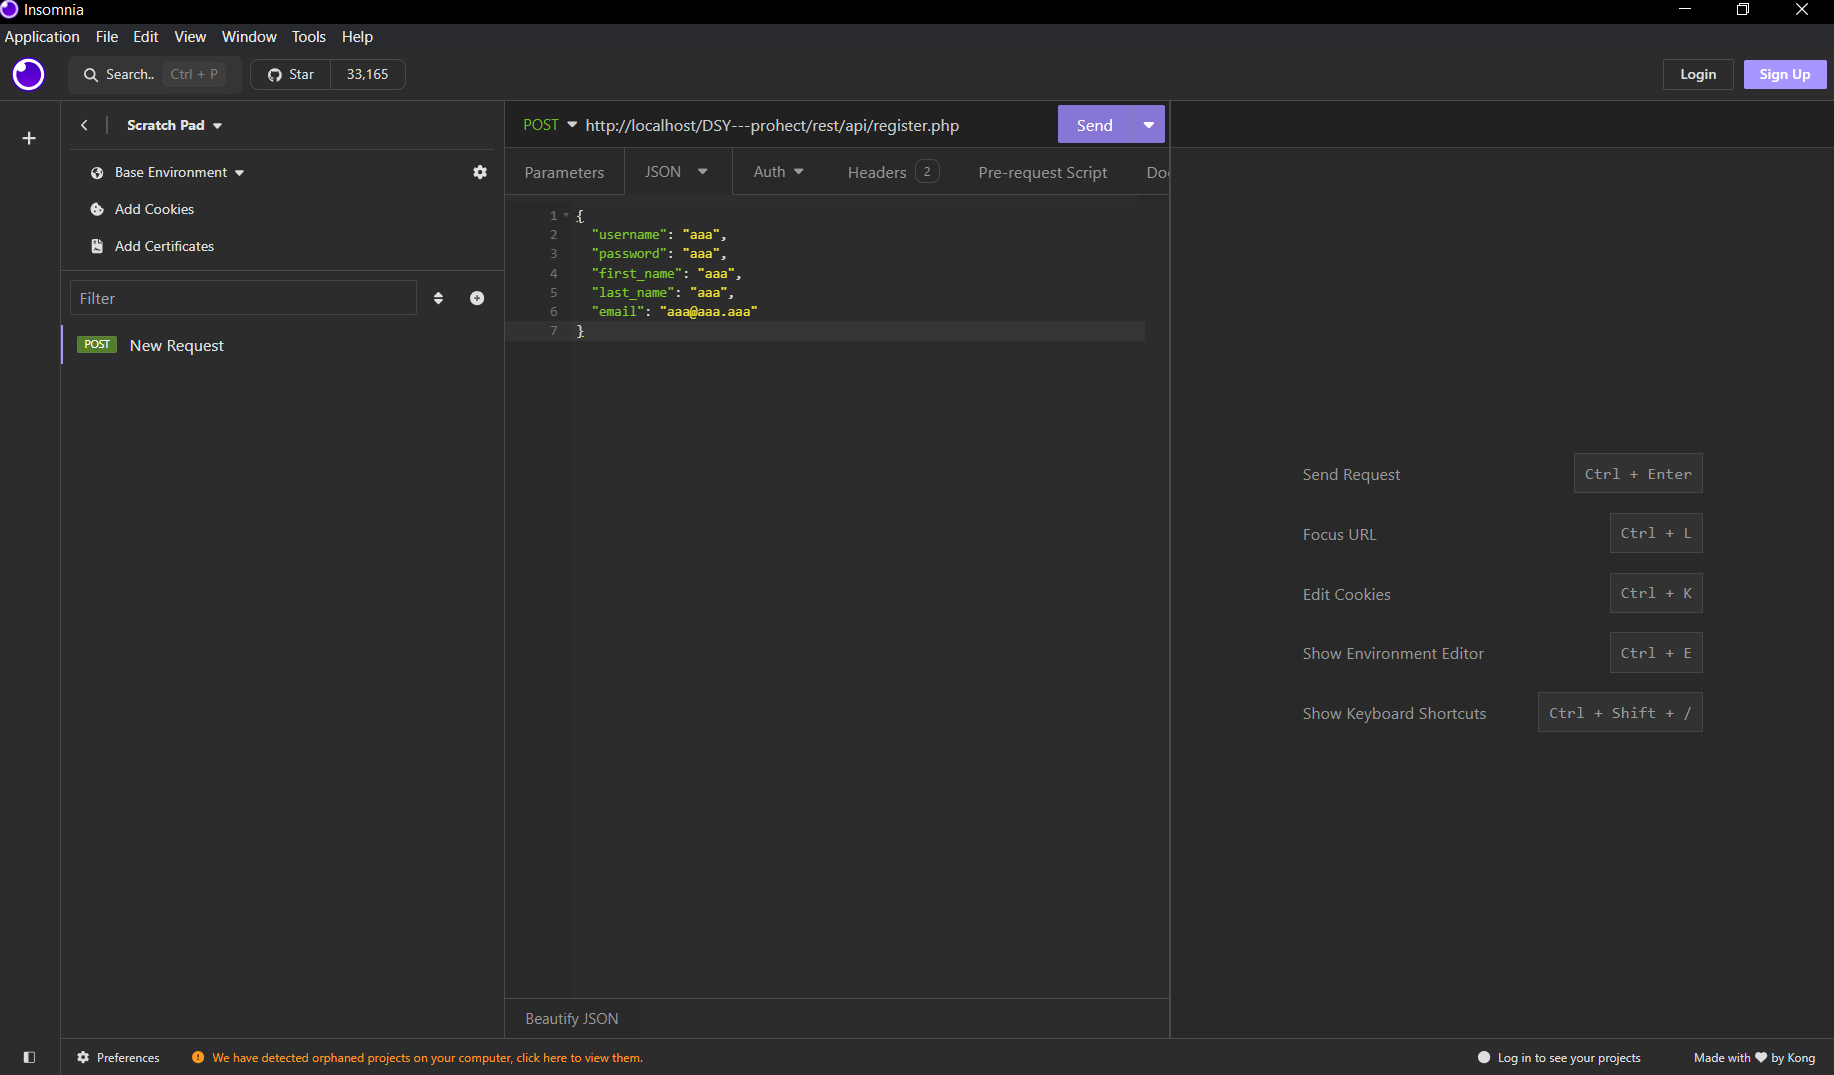 Insomnia
Application File Edit View Window Tools Help
Search.. Ctrl + P Star 33,165 Login Sign Up
Scratch Pad
Base Environment
Add Cookies
Add Certificates
Filter
POST New Request
POST http://localhost/DSY---prohect/rest/api/register.php Send
Parameters JSON Auth Headers 2 Pre-request Script Do
1 {
2 "username": "aaa",
3 "password": "aaa",
4 "first_name": "aaa",
5 "last_name": "aaa",
6 "email": "aaa@aaa.aaa"
7 }
Beautify JSON
Send Request Ctrl + Enter
Focus URL Ctrl + L
Edit Cookies Ctrl + K
Show Environment Editor Ctrl + E
Show Keyboard Shortcuts Ctrl + Shift + /
Preferences We have detected orphaned projects on your computer, click here to view them. Log in to see your projects Made with ♥ by Kong